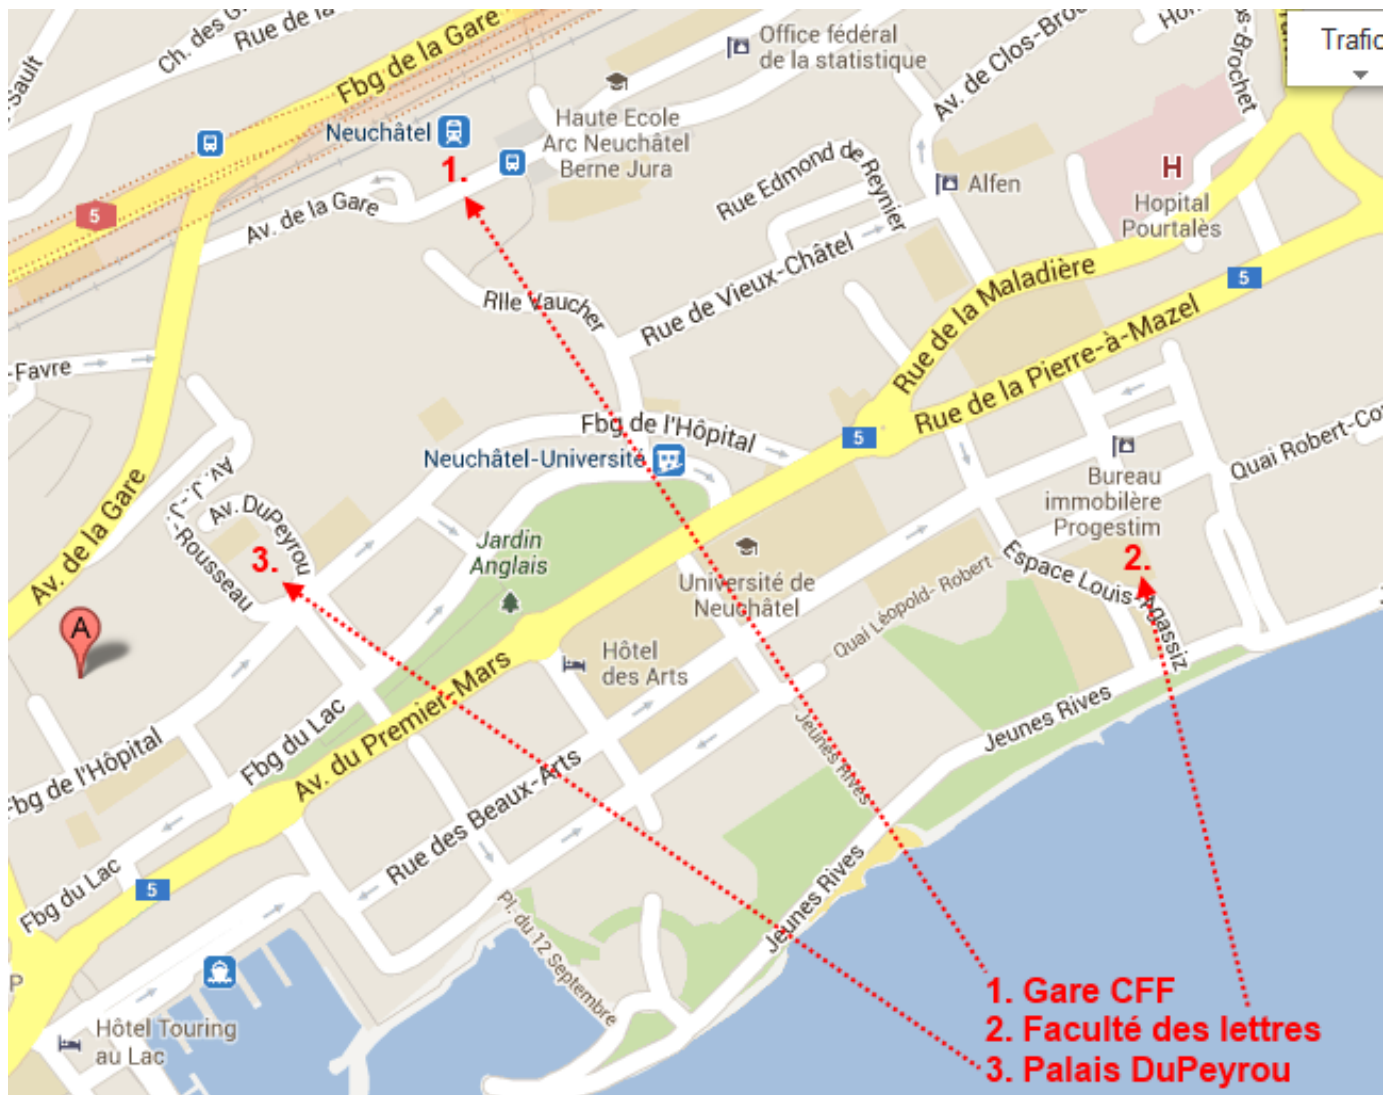 Ch. des G
Rue de la C
Sault
Fbg de la Gare
Office fédéral
de la statistique
Av. de Clos-Broc
os-Brochet
Trafic
Neuchâtel
1.
Haute Ecole
Arc Neuchâtel
Berne Jura
Rue Edmond de Reynier
Alfen
H
Hopital
Pourtalès
5
Av. de la Gare
Rlle Vaucher
Rue de Vieux-Châtel
Rue de la Maladière
5
Rue de la Pierre-à-Mazel
-Favre
Fbg de l'Hôpital
5
Neuchâtel-Université
Quai Robert-Co
Bureau
immobilère
Progestim
2.
Av. J.-J.-Rousseau
Av. DuPeyrou
3.
Av. de la Gare
Jardin
Anglais
Université de
Neuchâtel
Espace Louis-Agassiz
Quai Léopold-Robert
A
Hôtel
des Arts
Av. du Premier-Mars
Fbg du Lac
Fbg de l'Hôpital
Jeunes Rives
Jeunes Rives
Rue des Beaux-Arts
Fbg du Lac
5
Jeunes Rives
Pl. du 12 Septembre
P
Hôtel Touring
au Lac
1. Gare CFF
2. Faculté des lettres
3. Palais DuPeyrou